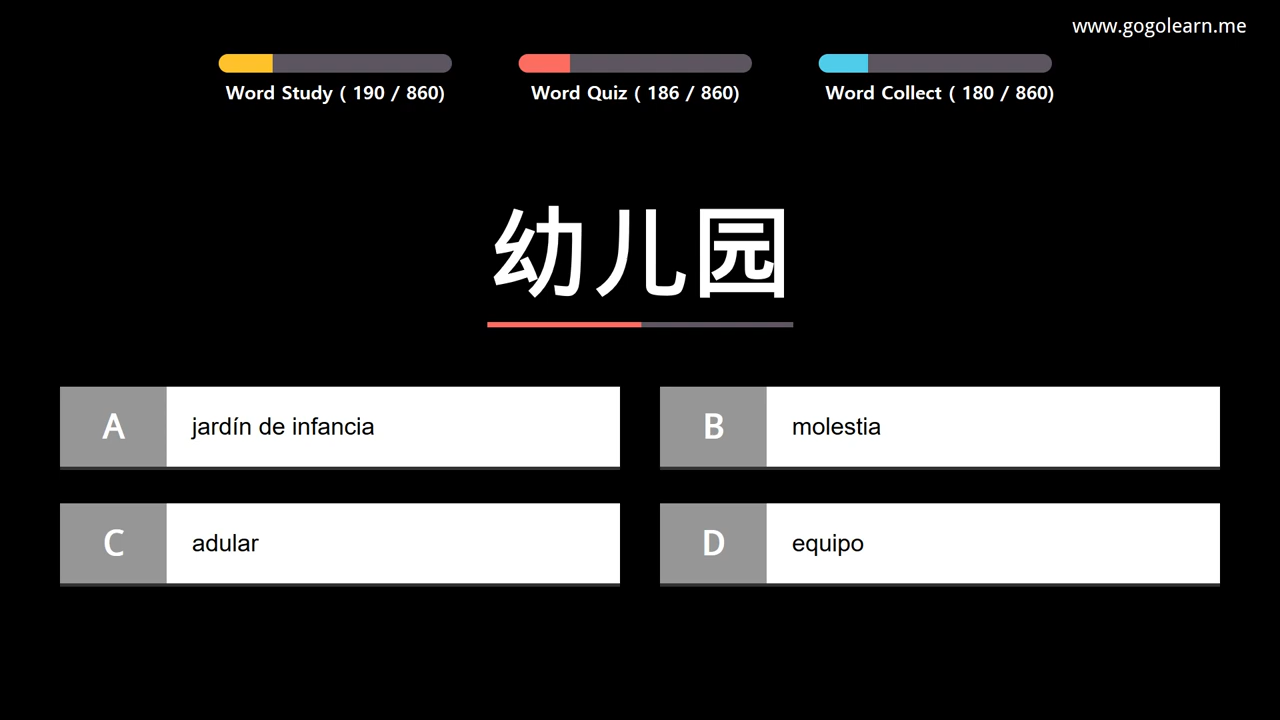 www.gogolearn.me
Word Study ( 190 / 860)
Word Quiz ( 186 / 860)
Word Collect ( 180 / 860)
幼儿园
A jardín de infancia
B molestia
C adular
D equipo